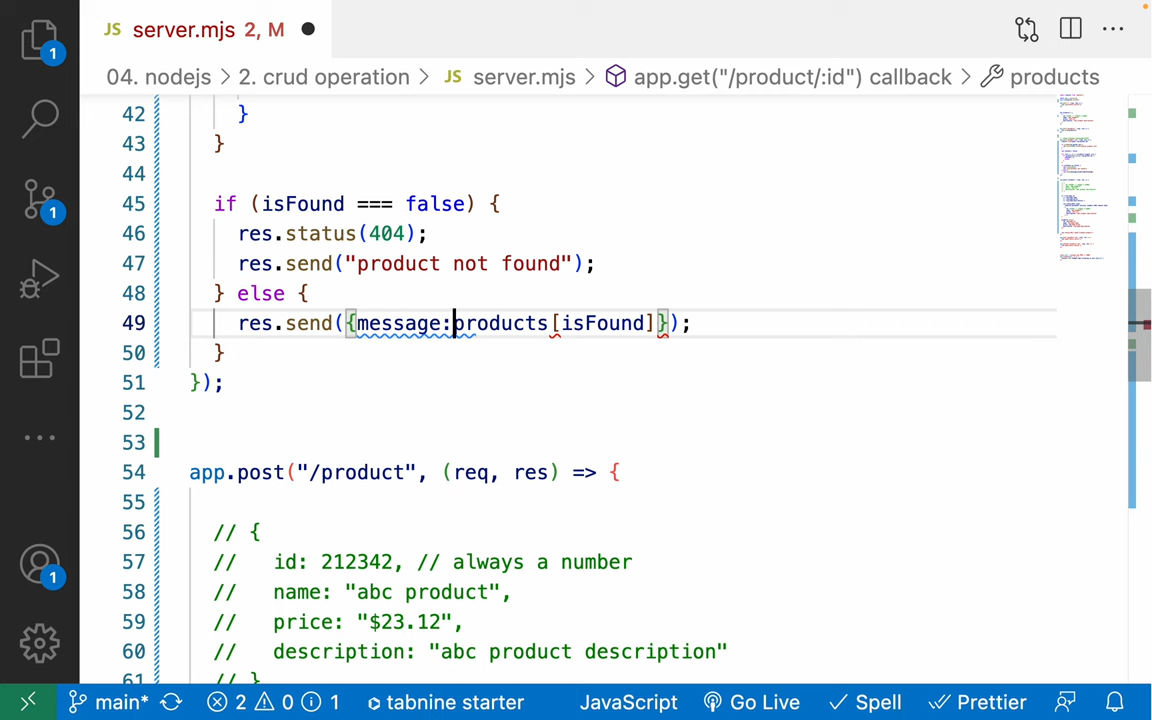 JS server.mjs 2, M
04. nodejs > 2. crud operation > JS server.mjs > app.get("/product/:id") callback > products
42 }
43 }
44
45 if (isFound === false) {
46 res.status(404);
47 res.send("product not found");
48 } else {
49 res.send({message:products[isFound]});
50 }
51 });
52
53
54 app.post("/product", (req, res) => {
55
56 // {
57 // id: 212342, // always a number
58 // name: "abc product",
59 // price: "$23.12",
60 // description: "abc product description"
61 // }
1
1
1
main* 2 0 1 tabnine starter JavaScript Go Live Spell Prettier